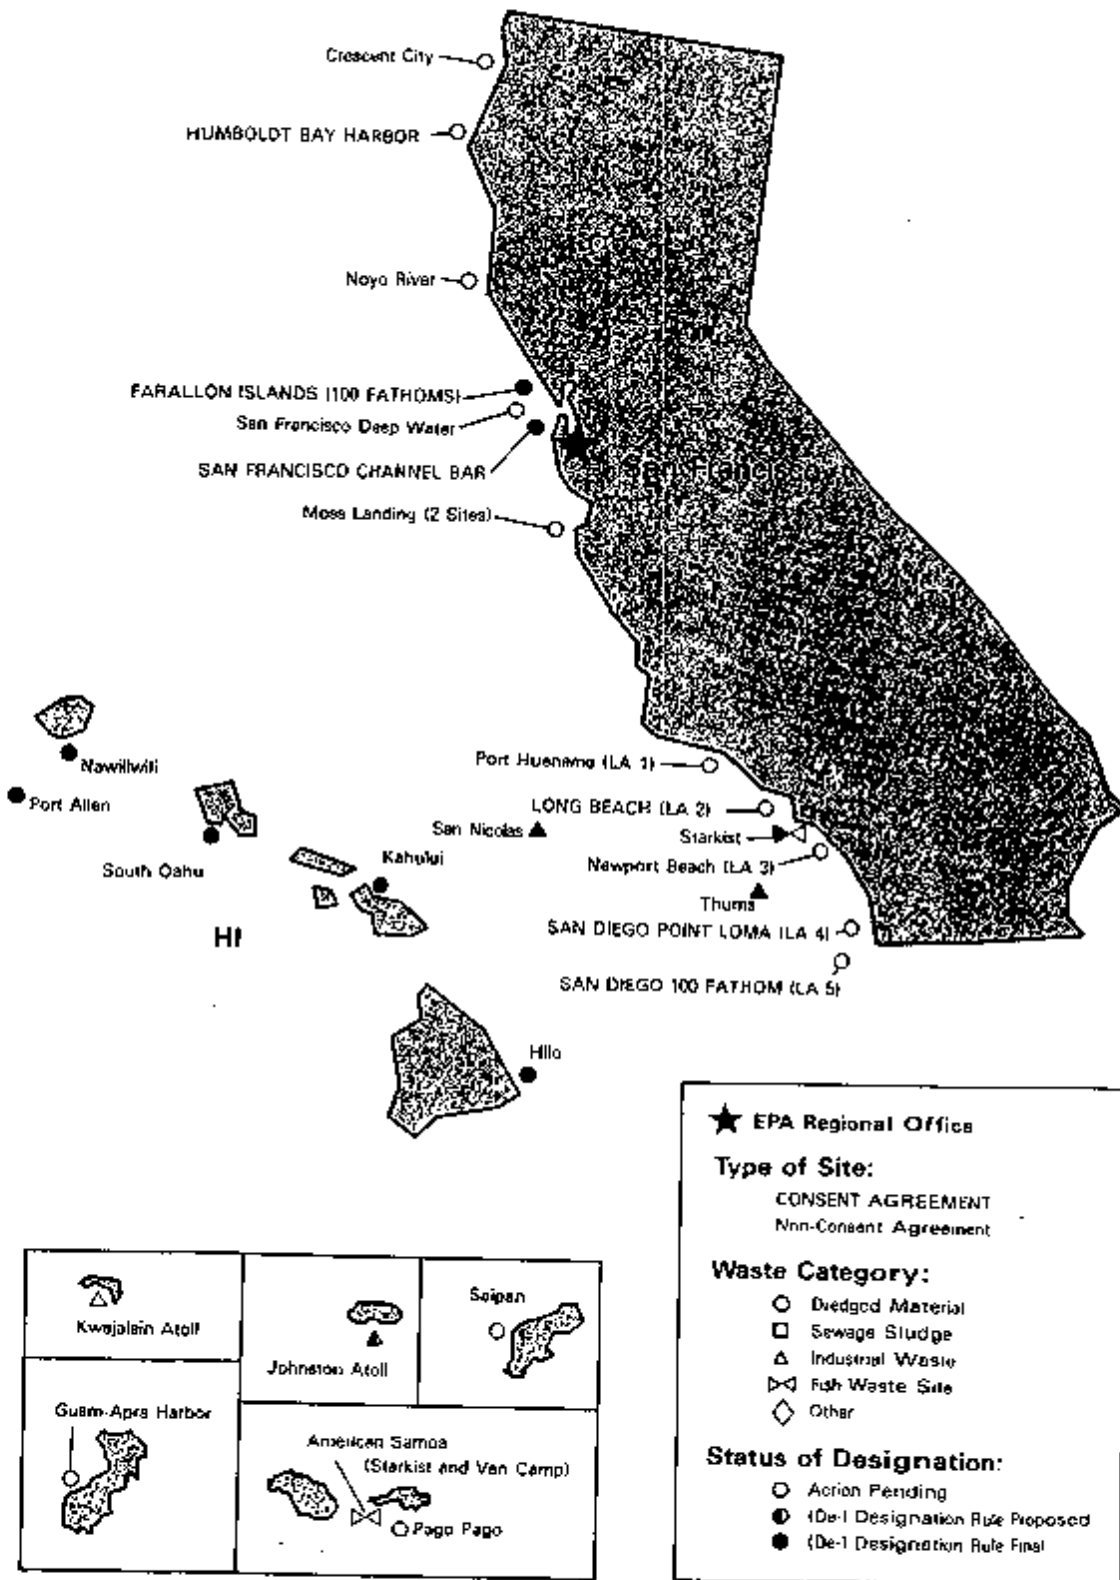 Crescent City
HUMBOLDT BAY HARBOR
Noyo River
FARALLON ISLANDS (100 FATHOMS)
San Francisco Deep Water
SAN FRANCISCO CHANNEL BAR
San Francisco
Moss Landing (2 Sites)
Port Hueneme (LA 1)
LONG BEACH (LA 2)
San Nicolas
Starkist
Newport Beach (LA 3)
Thums
SAN DIEGO POINT LOMA (LA 4)
SAN DIEGO 100 FATHOM (LA 5)
Nawiliwili
Port Allen
South Oahu
Kahului
HI
Hilo
★ EPA Regional Office
Type of Site:
CONSENT AGREEMENT
Non-Consent Agreement
Waste Category:
Dredged Material
Sewage Sludge
Industrial Waste
Fish Waste Site
Other
Status of Designation:
Action Pending
(De-) Designation Rule Proposed
(De-) Designation Rule Final
Kwajalein Atoll
Johnston Atoll
Saipan
Guam-Apra Harbor
American Samoa
(Starkist and Van Camp)
Pago Pago